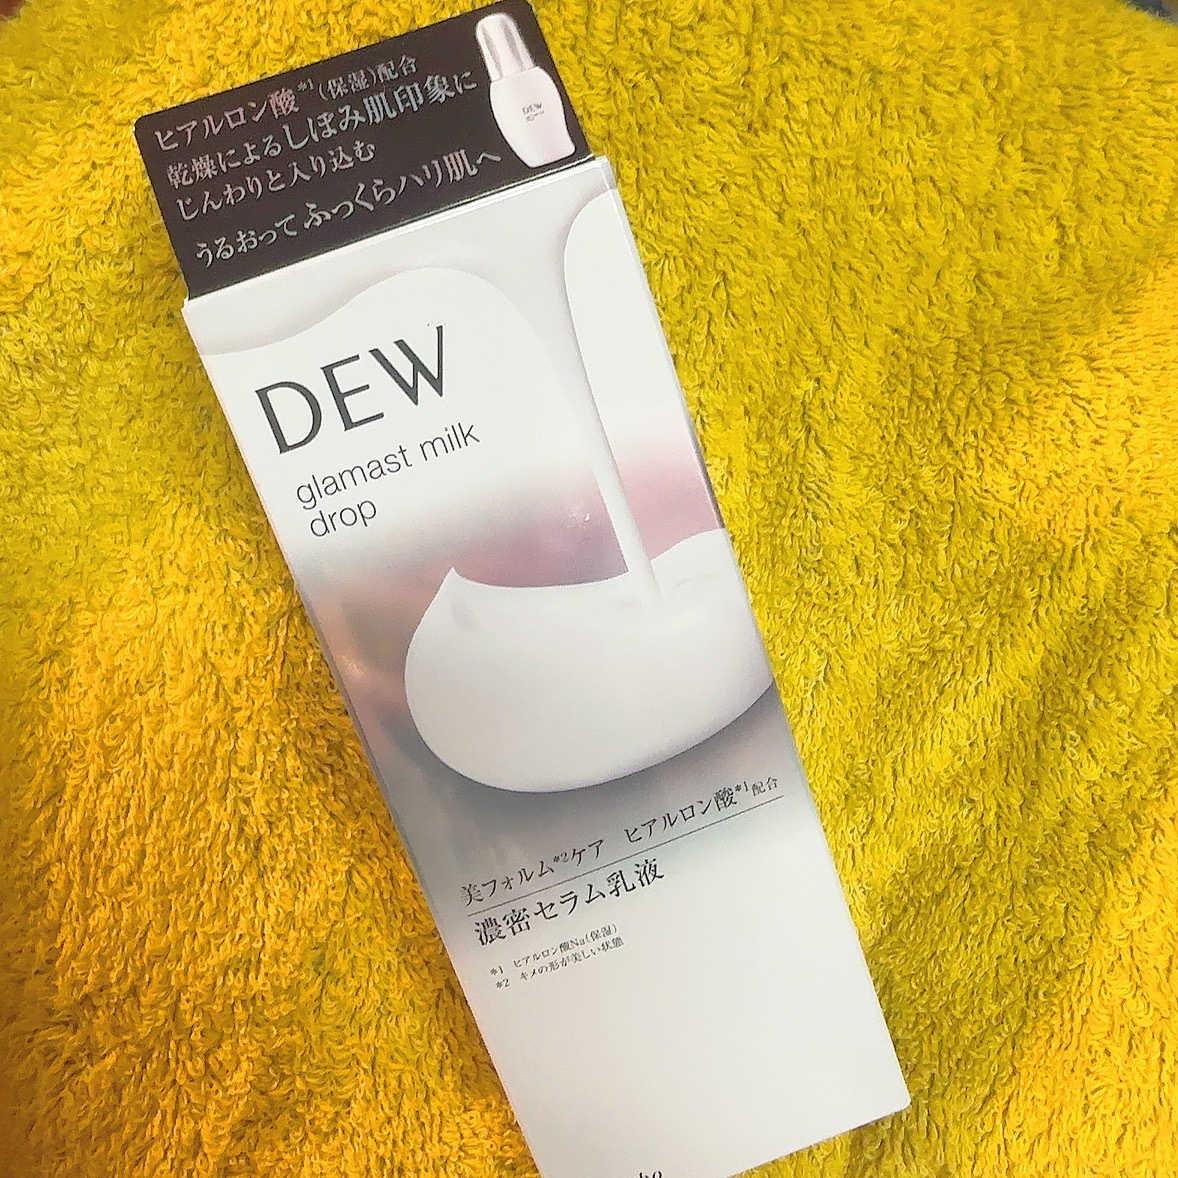 ヒアルロン酸*1(保湿)配合
乾燥によるしぼみ肌印象に
じんわりと入り込む
うるおってふっくらハリ肌へ
DEW
DEW
glamast milk
drop
美フォルム*2ケア ヒアルロン酸*1配合
濃密セラム乳液
*1 ヒアルロン酸Na(保湿)
*2 キメの形が美しい状態